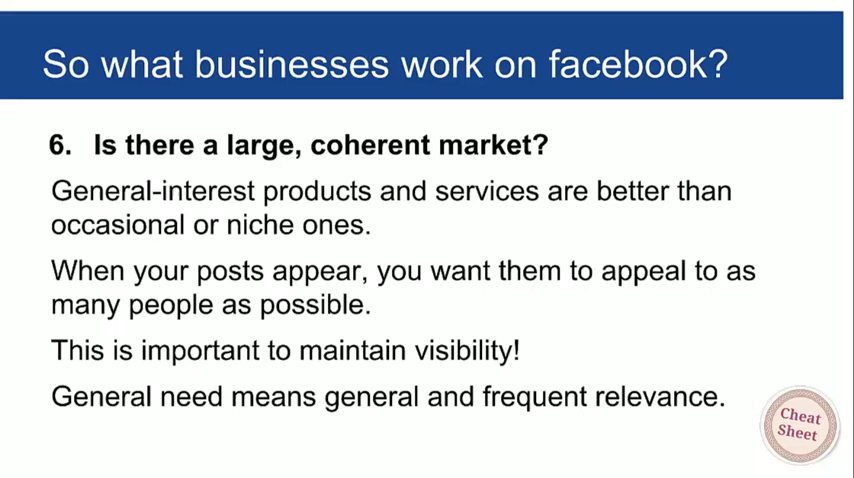 So what businesses work on facebook?
6. Is there a large, coherent market?
General-interest products and services are better than
occasional or niche ones.
When your posts appear, you want them to appeal to as
many people as possible.
This is important to maintain visibility!
General need means general and frequent relevance.
Cheat
Sheet